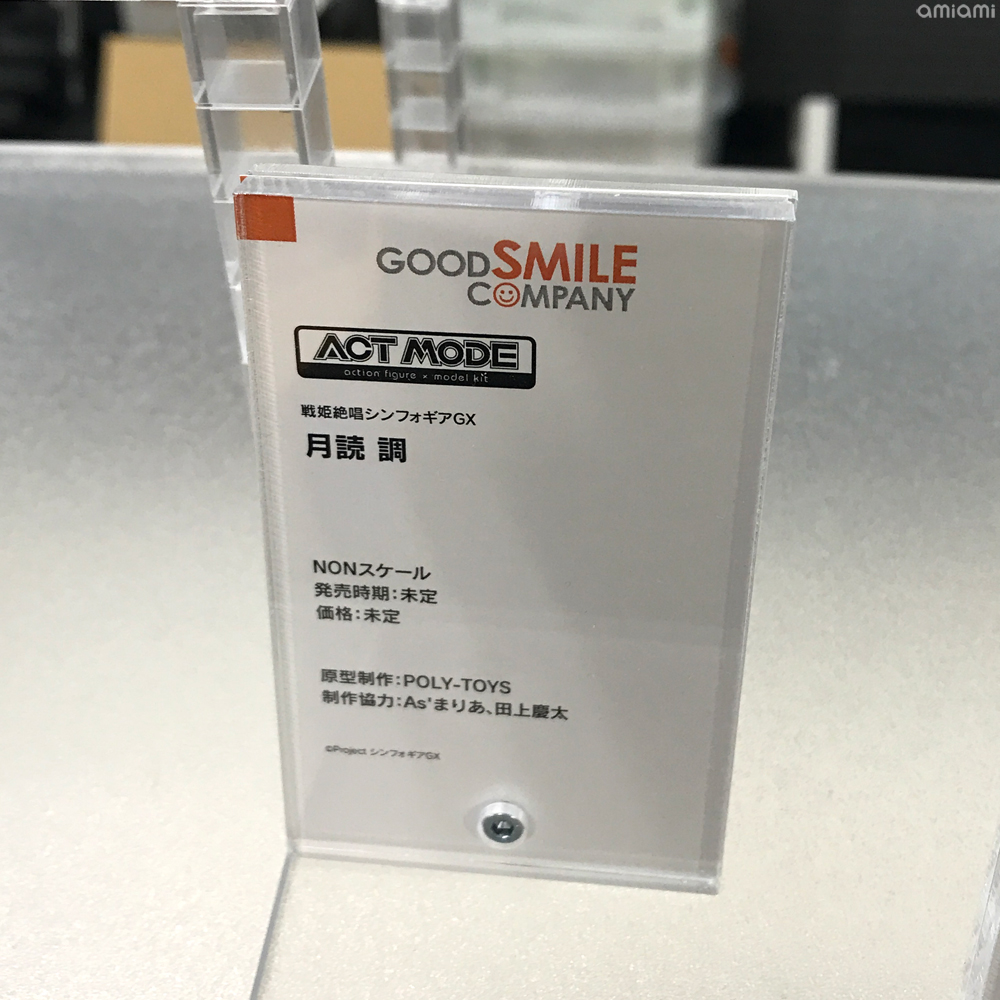 amiami
GOODSMILE
COMPANY
ACT MODE
action figure × model kit
戦姫絶唱シンフォギアGX
月読 調
NONスケール
発売時期：未定
価格：未定
原型制作：POLY-TOYS
制作協力：As'まりあ、田上慶太
©Project シンフォギアGX